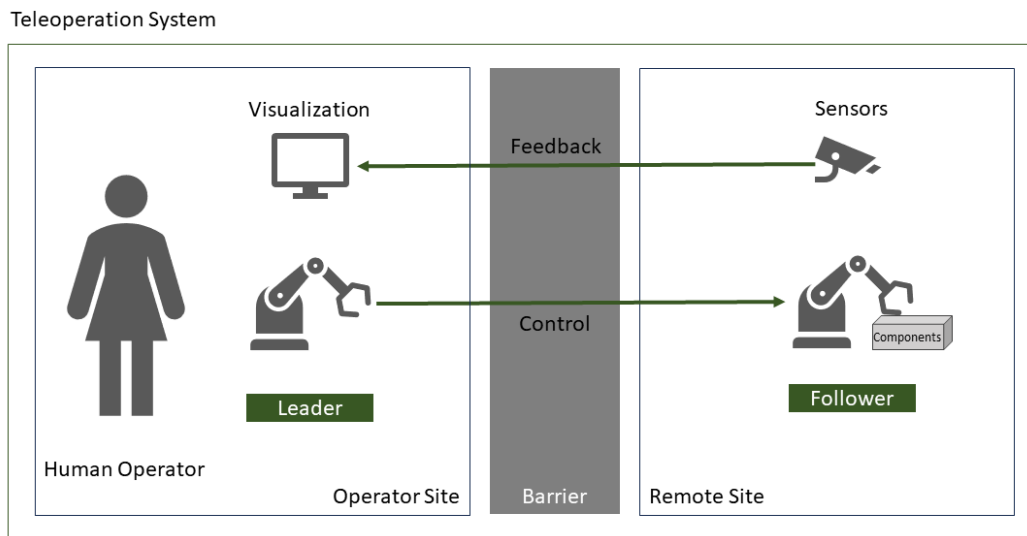 Teleoperation System
Visualization
Sensors
Feedback
Control
Components
Leader
Follower
Human Operator
Operator Site
Barrier
Remote Site